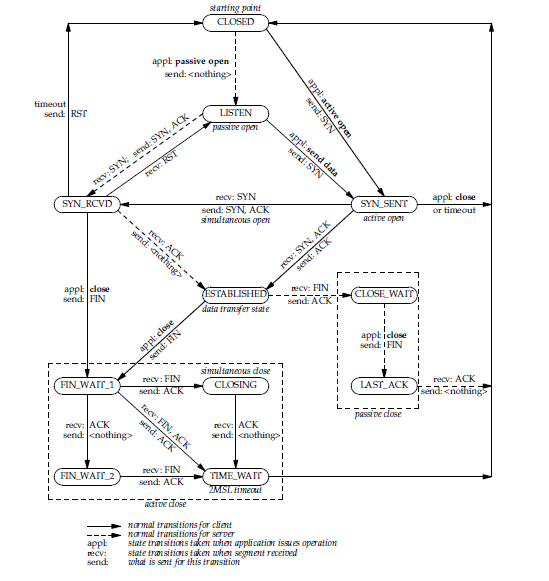 starting point
CLOSED
appl: passive open
send: <nothing>
appl: active open
send: SYN
timeout
send: RST
LISTEN
passive open
recv: SYN; send: SYN, ACK
recv: RST
appl: send data
send: SYN
SYN_RCVD
recv: SYN
send: SYN, ACK
simultaneous open
SYN_SENT
active open
appl: close
or timeout
recv: ACK
send: <nothing>
recv: SYN, ACK
send: ACK
appl: close
send: FIN
ESTABLISHED
data transfer state
recv: FIN
send: ACK
CLOSE_WAIT
appl: close
send: FIN
appl: close
send: FIN
LAST_ACK
recv: ACK
send: <nothing>
passive close
simultaneous close
FIN_WAIT_1
recv: FIN
send: ACK
CLOSING
recv: ACK
send: <nothing>
recv: FIN, ACK
send: ACK
recv: ACK
send: <nothing>
FIN_WAIT_2
recv: FIN
send: ACK
TIME_WAIT
2MSL timeout
active close
normal transitions for client
normal transitions for server
appl: state transitions taken when application issues operation
recv: state transitions taken when segment received
send: what is sent for this transition